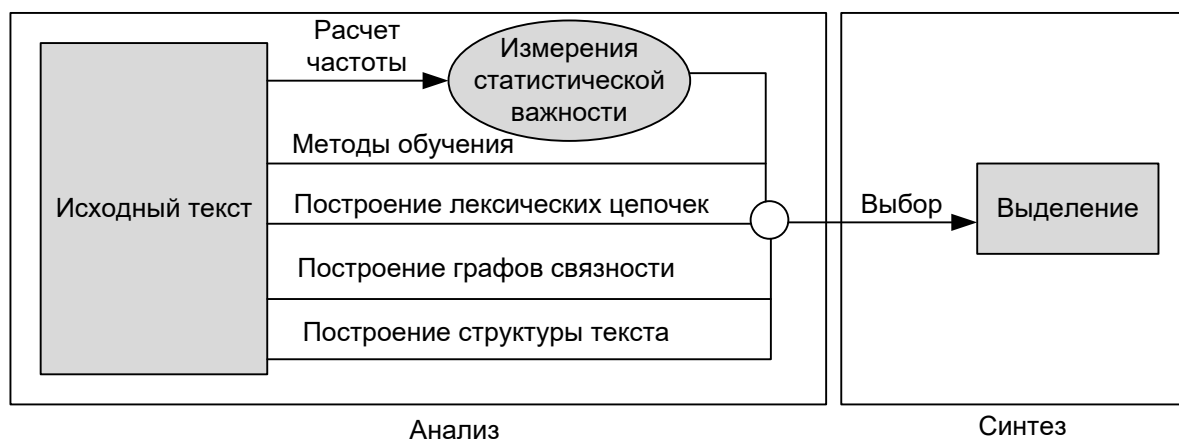 Расчет
частоты
Измерения
статистической
важности
Методы обучения
Исходный текст
Построение лексических цепочек
Выбор
Выделение
Построение графов связности
Построение структуры текста
Анализ
Синтез